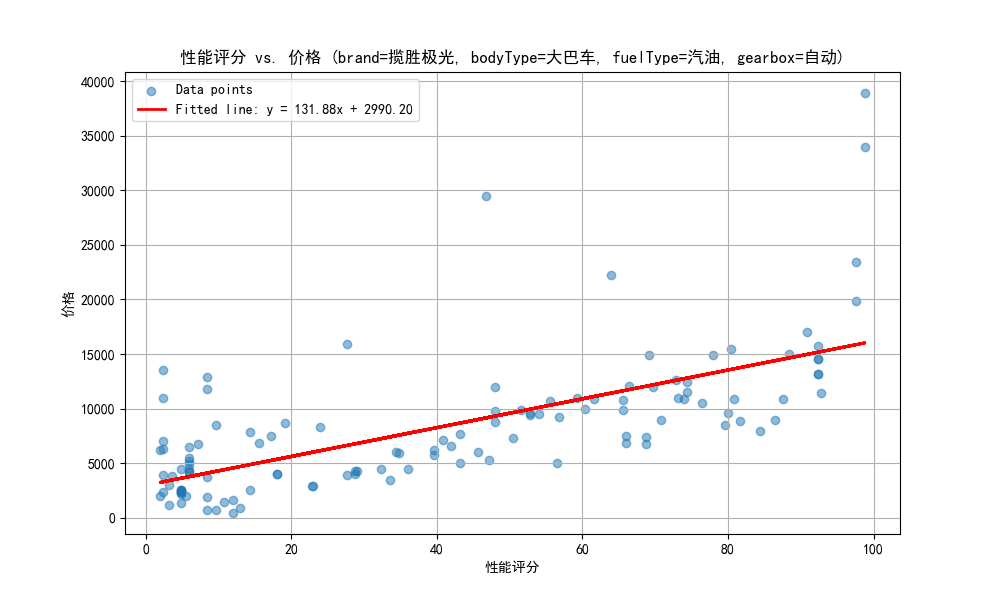 性能评分 vs. 价格 (brand=揽胜极光, bodyType=大巴车, fuelType=汽油, gearbox=自动)
Data points
Fitted line: y = 131.88x + 2990.20
40000
35000
30000
25000
20000
15000
10000
5000
0
价格
0 20 40 60 80 100
性能评分